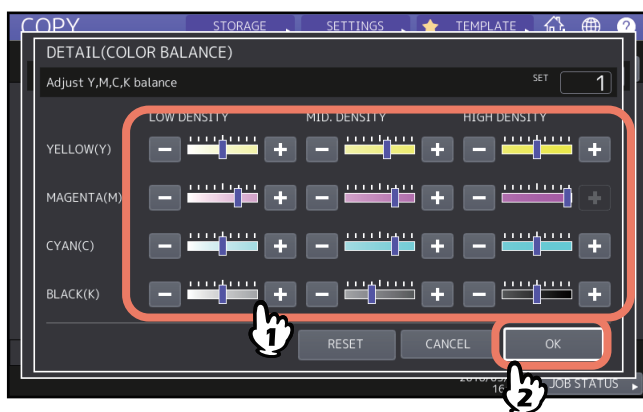 COPY STORAGE SETTINGS TEMPLATE ?
DETAIL(COLOR BALANCE)
Adjust Y,M,C,K balance SET 1
LOW DENSITY MID. DENSITY HIGH DENSITY
YELLOW(Y)
MAGENTA(M)
CYAN(C)
BLACK(K)
1
RESET CANCEL OK
JOB STATUS
2